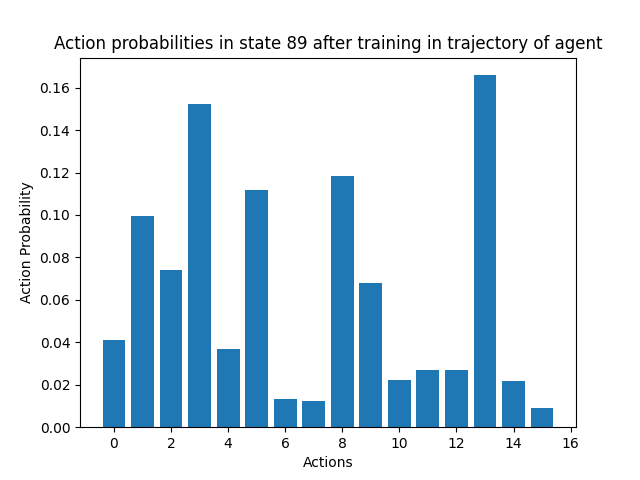 Action probabilities in state 89 after training in trajectory of agent
0.16
0.14
0.12
0.10
0.08
0.06
0.04
0.02
0.00
Action Probability
0 2 4 6 8 10 12 14 16
Actions